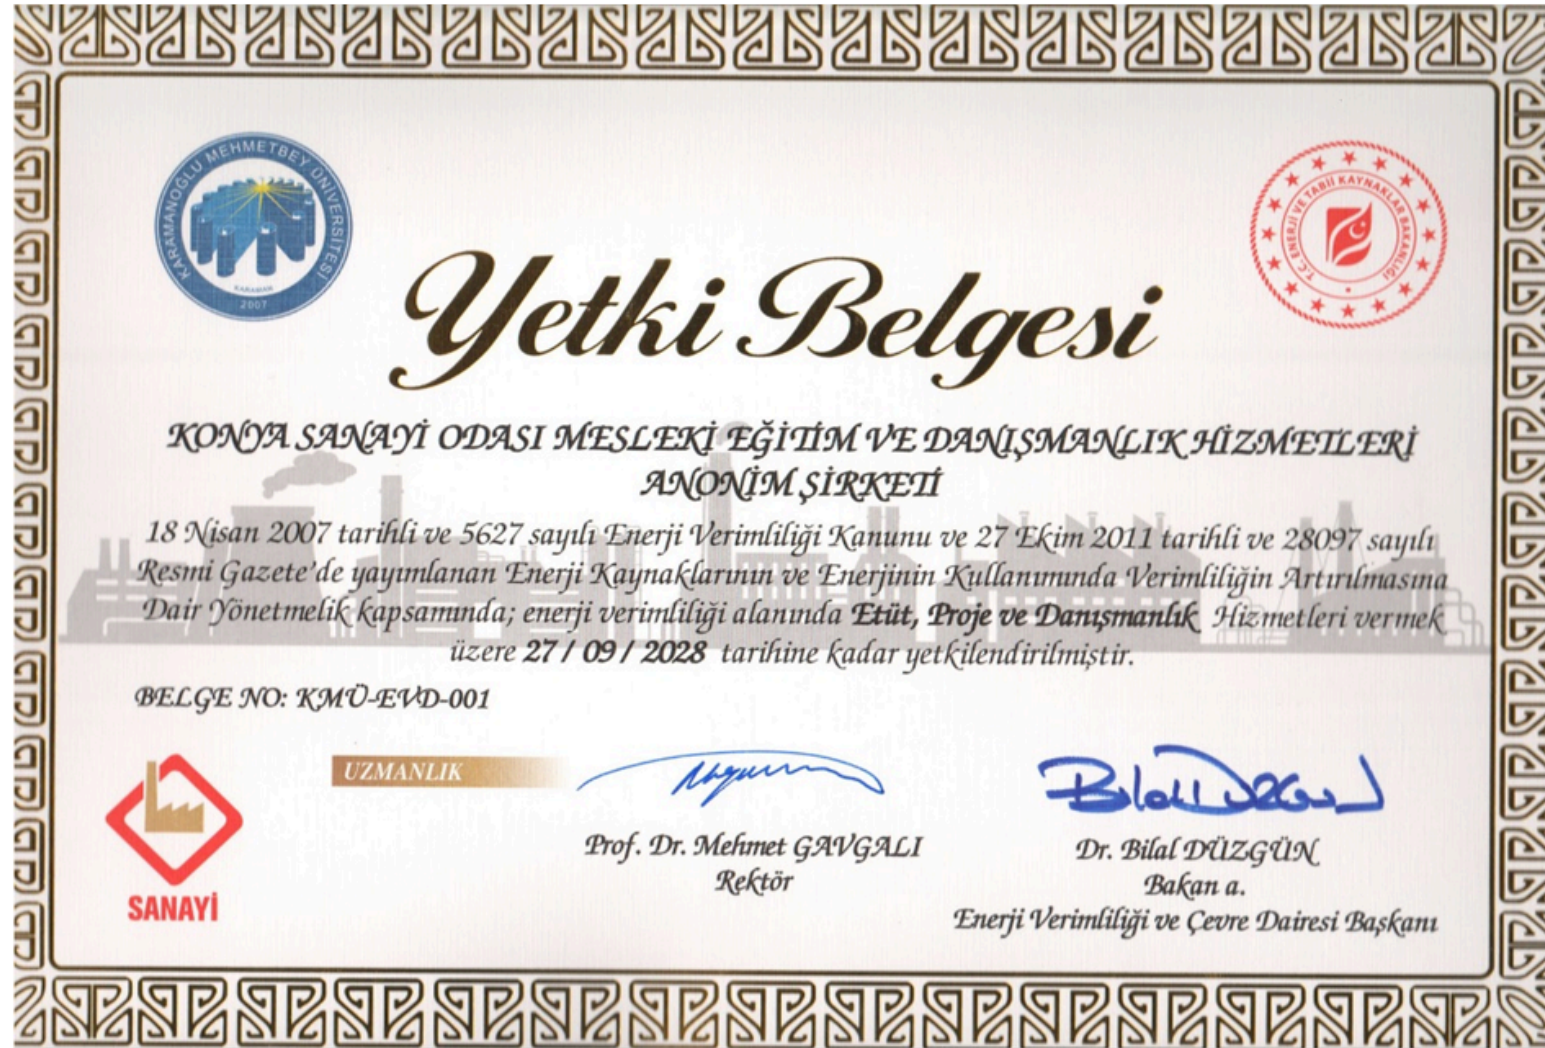 KARAMANOĞLU MEHMETBEY ÜNİVERSİTESİ
KARAMAN
2007
T.C. ENERJİ VE TABİİ KAYNAKLAR BAKANLIĞI
Yetki Belgesi
KONYA SANAYİ ODASI MESLEKİ EĞİTİM VE DANIŞMANLIK HİZMETLERİ
ANONİM ŞİRKETİ
18 Nisan 2007 tarihli ve 5627 sayılı Enerji Verimliliği Kanunu ve 27 Ekim 2011 tarihli ve 28097 sayılı
Resmi Gazete'de yayımlanan Enerji Kaynaklarının ve Enerjinin Kullanımında Verimliliğin Artırılmasına
Dair Yönetmelik kapsamında; enerji verimliliği alanında Etüt, Proje ve Danışmanlık Hizmetleri vermek
üzere 27 / 09 / 2028 tarihine kadar yetkilendirilmiştir.
BELGE NO: KMÜ-EVD-001
UZMANLIK
SANAYİ
Prof. Dr. Mehmet GAVGALI
Rektör
Bilal Düzgün
Dr. Bilal DÜZGÜN
Bakan a.
Enerji Verimliliği ve Çevre Dairesi Başkanı